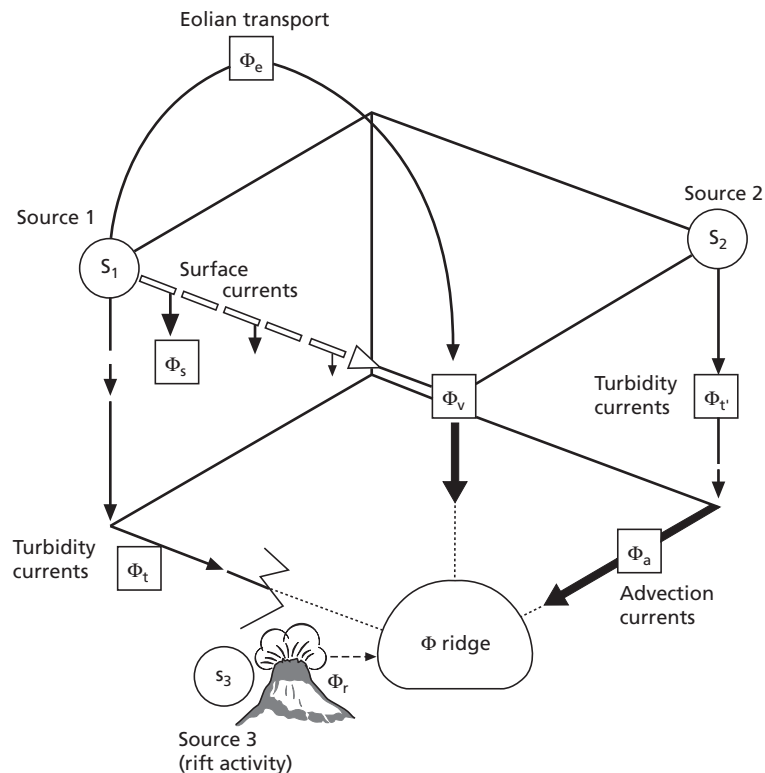 Eolian transport
Φe
Source 1
S1
Surface
currents
Φs
Source 2
S2
Turbidity
currents
Φt'
Φv
Turbidity
currents
Φt
Φa
Advection
currents
Φ ridge
s3
Φr
Source 3
(rift activity)